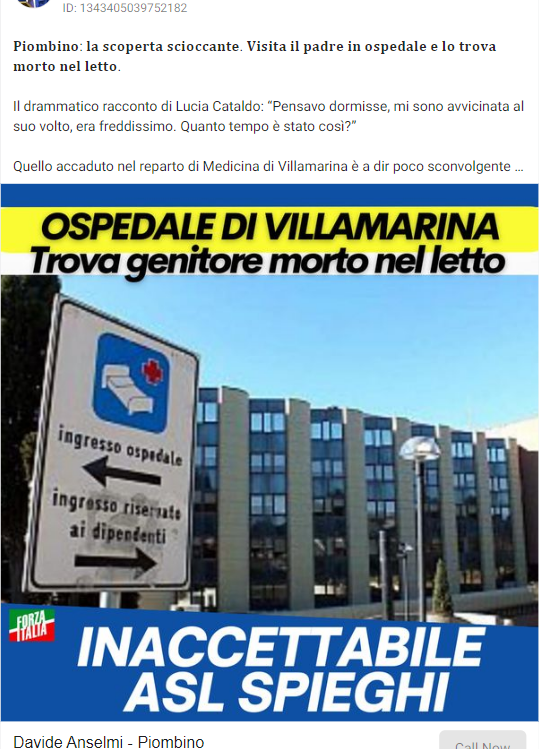 ID: 1343405039752182
Piombino: la scoperta scioccante. Visita il padre in ospedale e lo trova
morto nel letto.
Il drammatico racconto di Lucia Cataldo: “Pensavo dormisse, mi sono avvicinata al
suo volto, era freddissimo. Quanto tempo è stato così?”
Quello accaduto nel reparto di Medicina di Villamarina è a dir poco sconvolgente ...
OSPEDALE DI VILLAMARINA
Trova genitore morto nel letto
ingresso ospedale
ingresso riservato
ai dipendenti
FORZA
ITALIA
INACCETTABILE
ASL SPIEGHI
Davide Anselmi - Piombino
Call Now